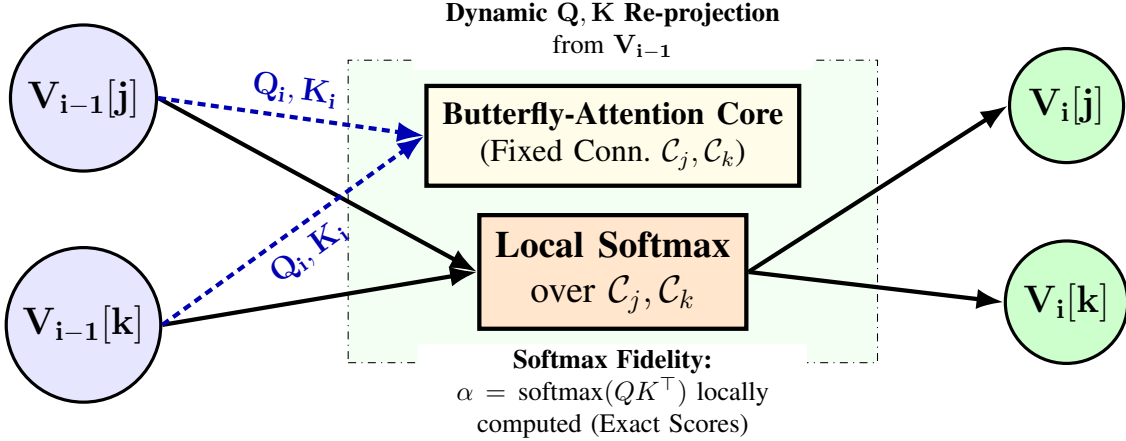 Dynamic Q, K Re-projection
from V_{i−1}
V_{i−1}[j]
Q_i, K_i
Butterfly-Attention Core
(Fixed Conn. 𝒞_j, 𝒞_k)
V_i[j]
Q_i, K_i
Local Softmax
over 𝒞_j, 𝒞_k
V_{i−1}[k]
V_i[k]
Softmax Fidelity:
α = softmax(QK^⊤) locally
computed (Exact Scores)